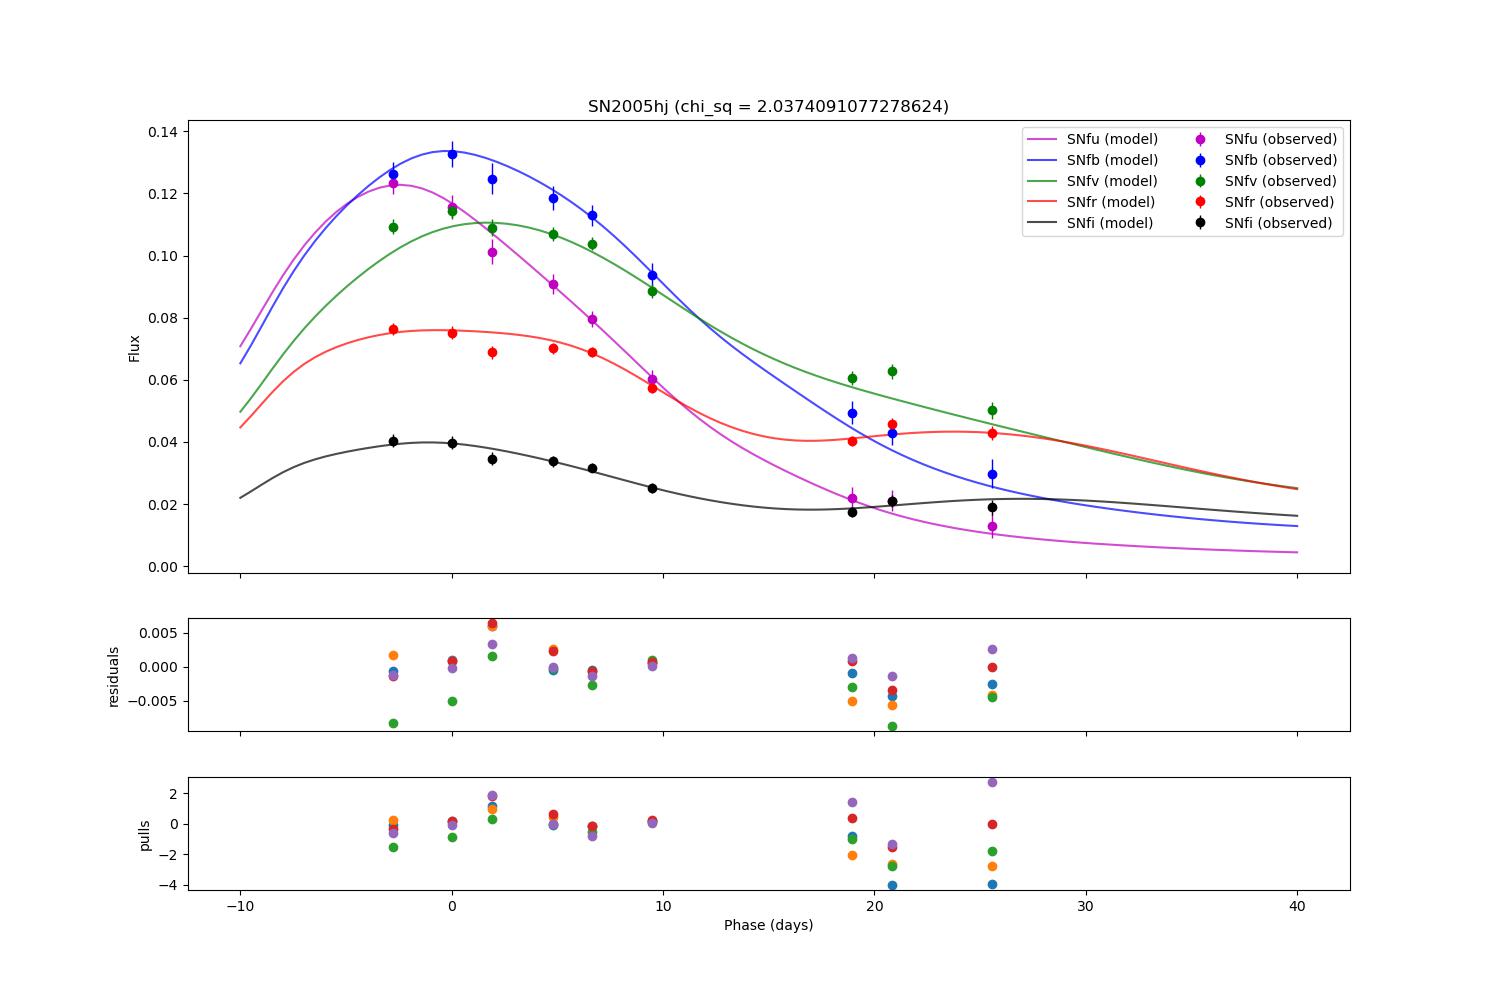 SN2005hj (chi_sq = 2.0374091077278624)
SNfu (model) SNfu (observed)
SNfb (model) SNfb (observed)
SNfv (model) SNfv (observed)
SNfr (model) SNfr (observed)
SNfi (model) SNfi (observed)
0.14
0.12
0.10
0.08
0.06
0.04
0.02
0.00
Flux
0.005
0.000
−0.005
residuals
2
0
−2
−4
pulls
−10 0 10 20 30 40
Phase (days)